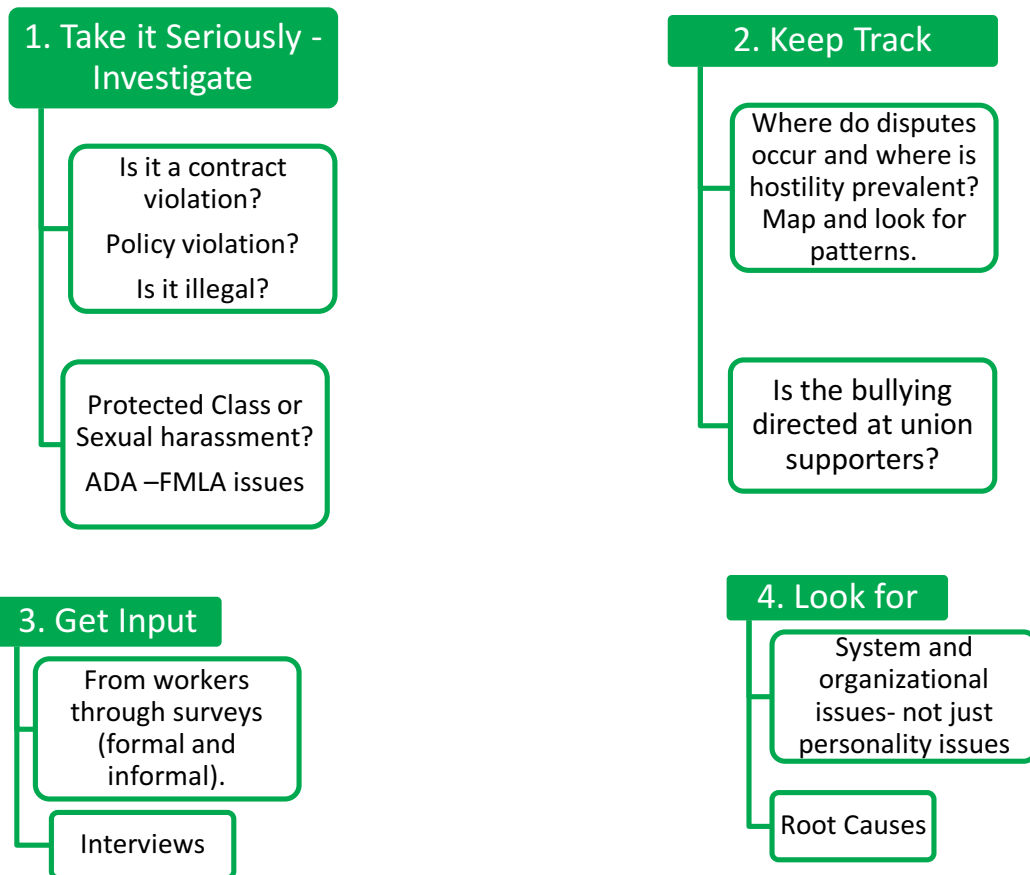 1. Take it Seriously -
Investigate
Is it a contract
violation?
Policy violation?
Is it illegal?
Protected Class or
Sexual harassment?
ADA –FMLA issues
2. Keep Track
Where do disputes
occur and where is
hostility prevalent?
Map and look for
patterns.
Is the bullying
directed at union
supporters?
3. Get Input
From workers
through surveys
(formal and
informal).
Interviews
4. Look for
System and
organizational
issues- not just
personality issues
Root Causes